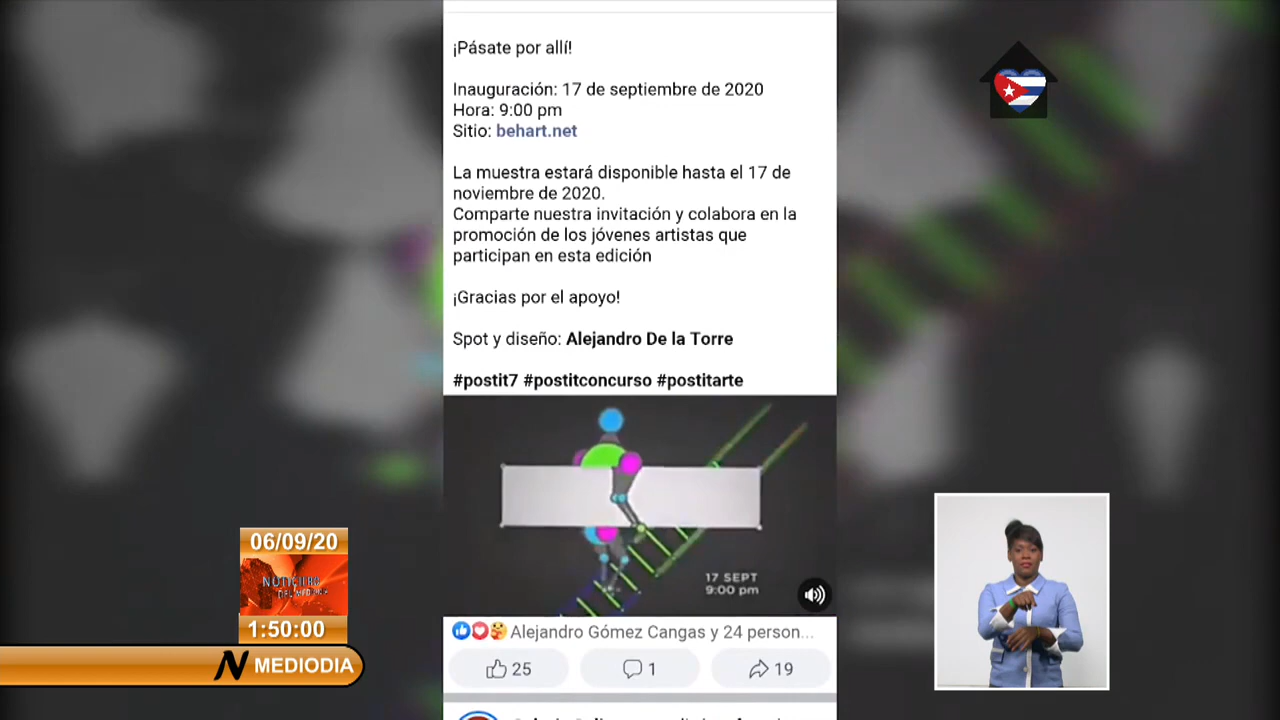 ¡Pásate por allí!
Inauguración: 17 de septiembre de 2020
Hora: 9:00 pm
Sitio: behart.net
La muestra estará disponible hasta el 17 de
noviembre de 2020.
Comparte nuestra invitación y colabora en la
promoción de los jóvenes artistas que
participan en esta edición
¡Gracias por el apoyo!
Spot y diseño: Alejandro De la Torre
#postit7 #postitconcurso #postitarte
17 SEPT
9:00 pm
Alejandro Gómez Cangas y 24 person...
25
1
19
06/09/20
NOTICIERO
DEL MEDIODIA
1:50:00
N MEDIODIA